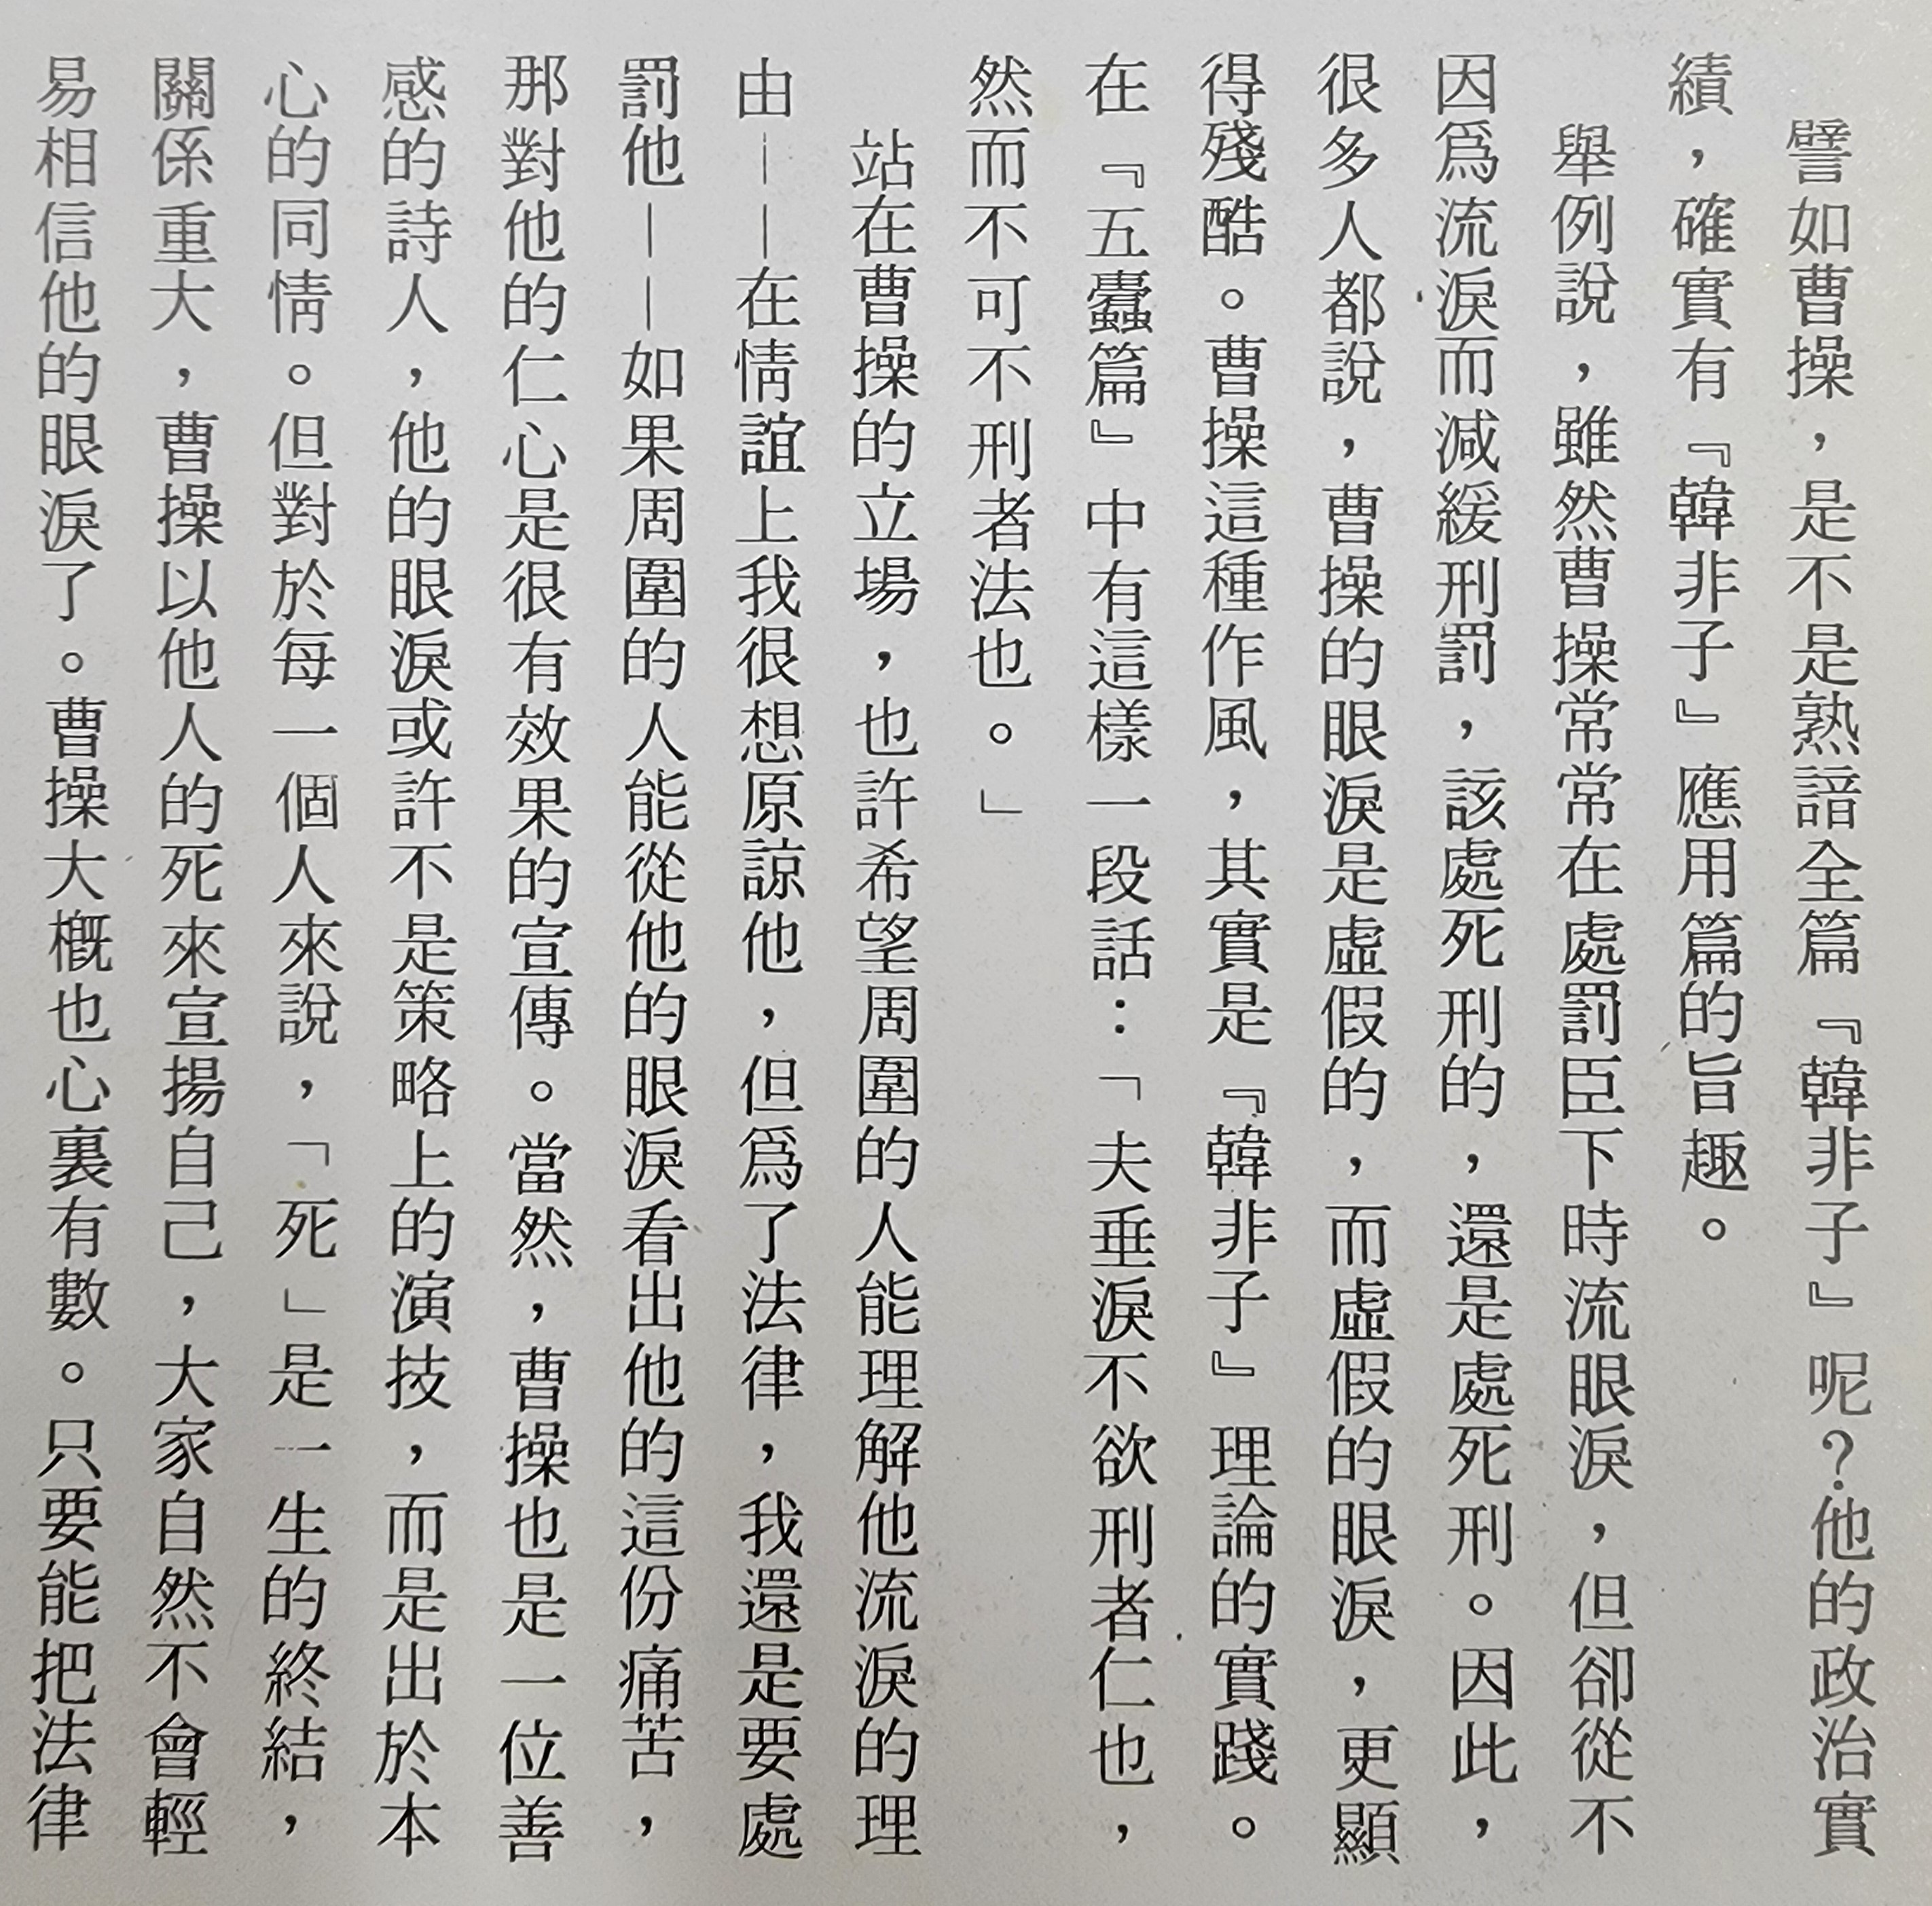 譬如曹操，是不是熟諳全篇『韓非子』呢？他的政治實
績，確實有『韓非子』應用篇的旨趣。
舉例說，雖然曹操常常在處罰臣下時流眼淚，但卻從不
因爲流淚而減緩刑罰，該處死刑的，還是處死刑。因此，
很多人都說，曹操的眼淚是虛假的，而虛假的眼淚，更顯
得殘酷。曹操這種作風，其實是『韓非子』理論的實踐。
在『五蠹篇』中有這樣一段話：「夫垂淚不欲刑者仁也，
然而不可不刑者法也。」
站在曹操的立場，也許希望周圍的人能理解他流淚的理
由——在情誼上我很想原諒他，但爲了法律，我還是要處
罰他——如果周圍的人能從他的眼淚看出他的這份痛苦，
那對他的仁心是很有效果的宣傳。當然，曹操也是一位善
感的詩人，他的眼淚或許不是策略上的演技，而是出於本
心的同情。但對於每一個人來說，「死」是一生的終結，
關係重大，曹操以他人的死來宣揚自己，大家自然不會輕
易相信他的眼淚了。曹操大概也心裏有數。只要能把法律